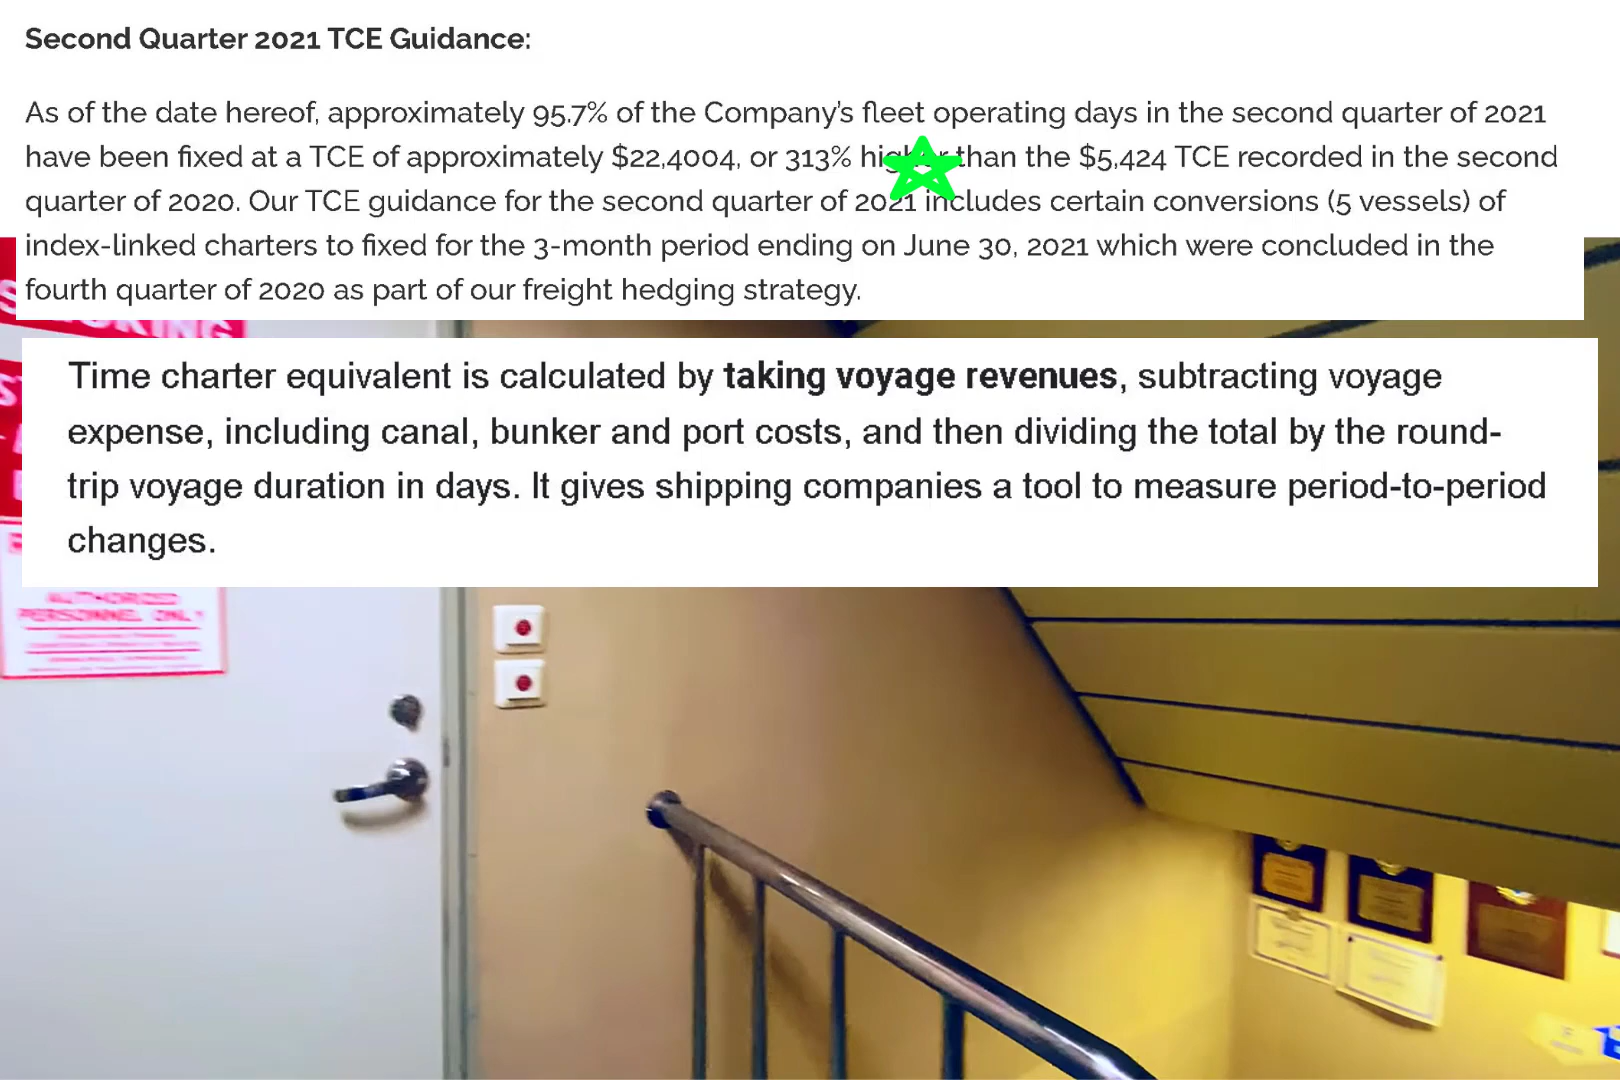 Second Quarter 2021 TCE Guidance:
As of the date hereof, approximately 95.7% of the Company's fleet operating days in the second quarter of 2021
have been fixed at a TCE of approximately $22,4004, or 313% higher than the $5,424 TCE recorded in the second
quarter of 2020. Our TCE guidance for the second quarter of 2021 includes certain conversions (5 vessels) of
index-linked charters to fixed for the 3-month period ending on June 30, 2021 which were concluded in the
fourth quarter of 2020 as part of our freight hedging strategy.
Time charter equivalent is calculated by taking voyage revenues, subtracting voyage
expense, including canal, bunker and port costs, and then dividing the total by the round-
trip voyage duration in days. It gives shipping companies a tool to measure period-to-period
changes.
AUTHORIZED
PERSONNEL ONLY